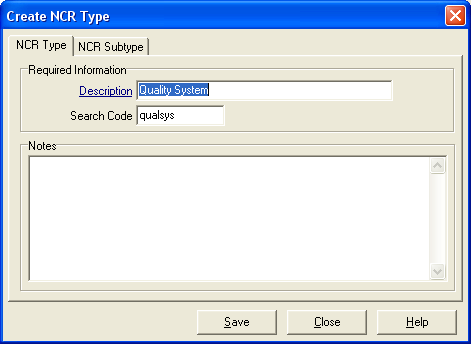 Create NCR Type
NCR Type NCR Subtype
Required Information
Description Quality System
Search Code qualsys
Notes
Save Close Help